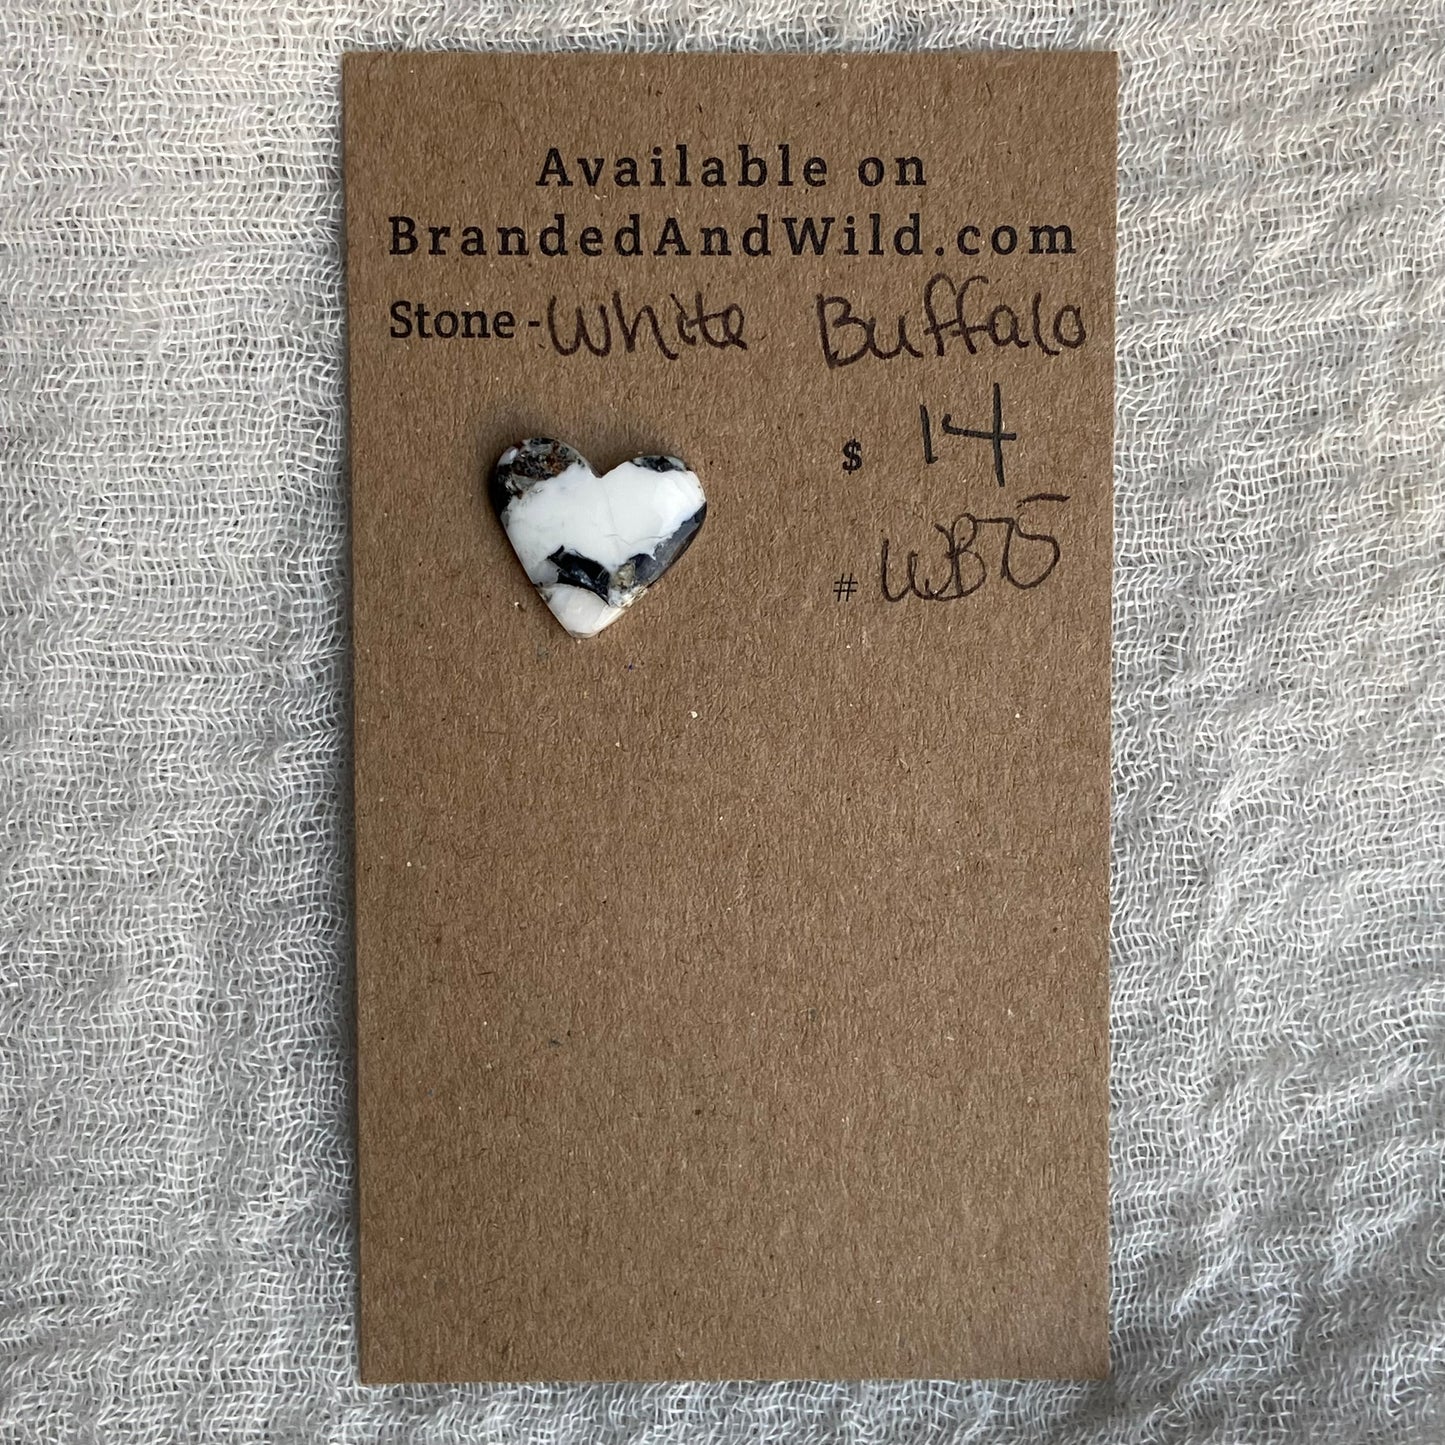 Available on
BrandedAndWild.com
Stone - White Buffalo
$ 14
# WB75